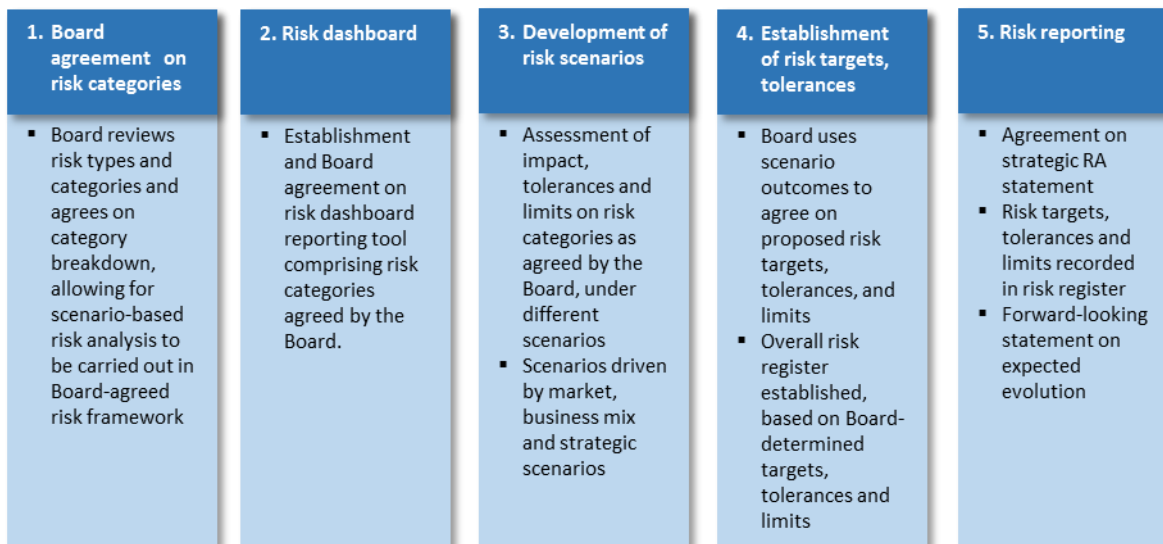 1. Board
agreement on
risk categories
▪ Board reviews
risk types and
categories and
agrees on
category
breakdown,
allowing for
scenario-based
risk analysis to
be carried out in
Board-agreed
risk framework
2. Risk dashboard
▪ Establishment
and Board
agreement on
risk dashboard
reporting tool
comprising risk
categories
agreed by the
Board.
3. Development of
risk scenarios
▪ Assessment of
impact,
tolerances and
limits on risk
categories as
agreed by the
Board, under
different
scenarios
▪ Scenarios driven
by market,
business mix
and strategic
scenarios
4. Establishment
of risk targets,
tolerances
▪ Board uses
scenario
outcomes to
agree on
proposed risk
targets,
tolerances, and
limits
▪ Overall risk
register
established,
based on Board-
determined
targets,
tolerances and
limits
5. Risk reporting
▪ Agreement on
strategic RA
statement
▪ Risk targets,
tolerances and
limits recorded
in risk register
▪ Forward-looking
statement on
expected
evolution